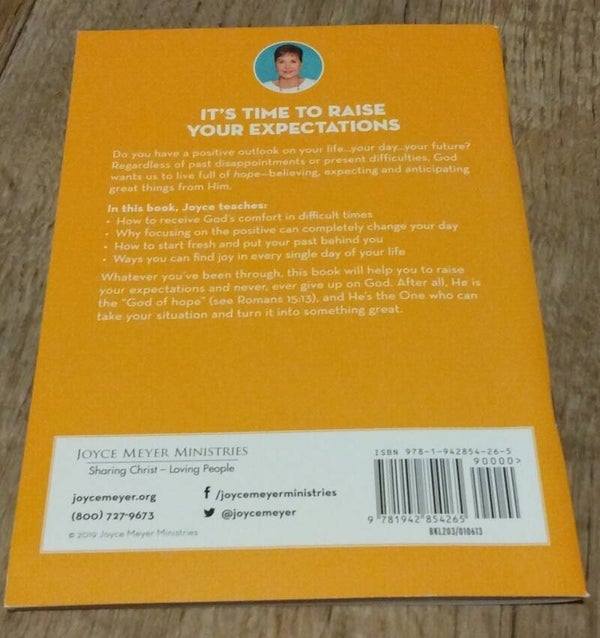 IT'S TIME TO RAISE
YOUR EXPECTATIONS
Do you have a positive outlook on your life...your day...your future?
Regardless of past disappointments or present difficulties, God
wants us to live full of hope—believing, expecting and anticipating
great things from Him.
In this book, Joyce teaches:
• How to receive God's comfort in difficult times
• Why focusing on the positive can completely change your day
• How to start fresh and put your past behind you
• Ways you can find joy in every single day of your life
Whatever you've been through, this book will help you to raise
your expectations and never, ever give up on God. After all, He is
the "God of hope" (see Romans 15:13), and He's the One who can
take your situation and turn it into something great.
JOYCE MEYER MINISTRIES
Sharing Christ – Loving People
joycemeyer.org
(800) 727-9673
© 2019 Joyce Meyer Ministries
f /joycemeyerministries
@joycemeyer
ISBN 978-1-942854-26-5
90000>
9 781942 854265
BKL203/010613